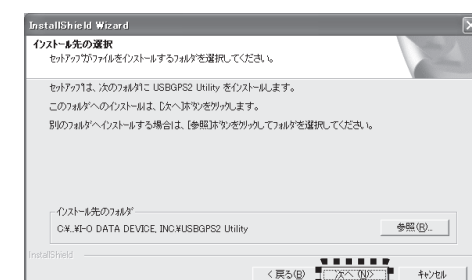 InstallShield Wizard
インストール先の選択
セットアップがファイルをインストールするフォルダを選択してください。
セットアップは、次のフォルダに USBGPS2 Utility をインストールします。
このフォルダへのインストールは、[次へ]ボタンをクリックします。
別のフォルダへインストールする場合は、[参照]ボタンをクリックしてフォルダを選択してください。
インストール先のフォルダ
C:¥..¥I-O DATA DEVICE, INC.¥USBGPS2 Utility
参照(R)...
InstallShield
< 戻る(B)
次へ(N) >
キャンセル